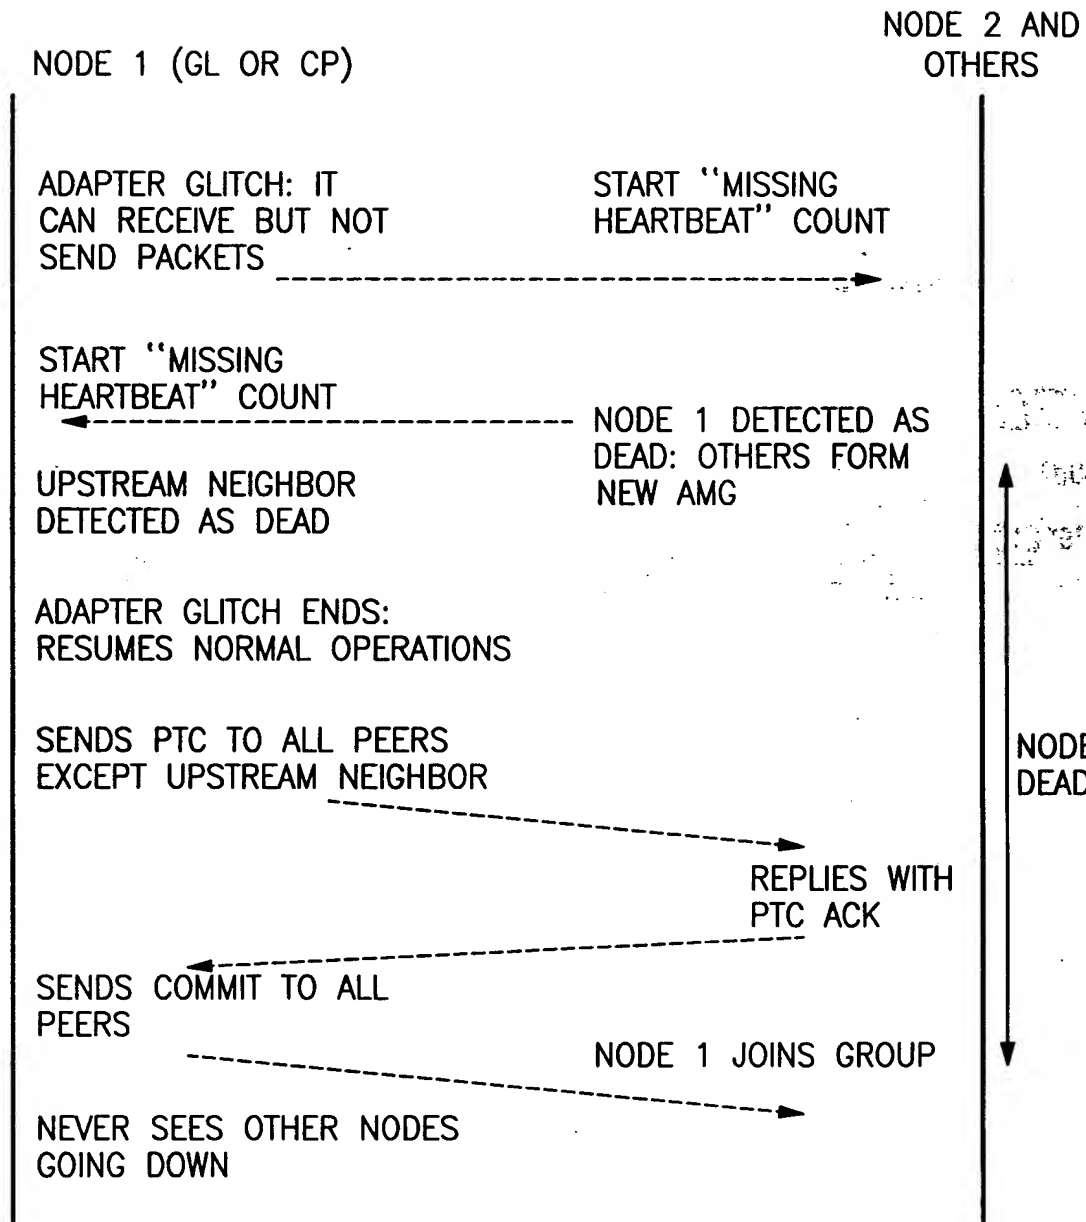 NODE 1 (GL OR CP)
NODE 2 AND
OTHERS
ADAPTER GLITCH: IT
CAN RECEIVE BUT NOT
SEND PACKETS
START "MISSING
HEARTBEAT" COUNT
START "MISSING
HEARTBEAT" COUNT
NODE 1 DETECTED AS
DEAD: OTHERS FORM
NEW AMG
UPSTREAM NEIGHBOR
DETECTED AS DEAD
ADAPTER GLITCH ENDS:
RESUMES NORMAL OPERATIONS
SENDS PTC TO ALL PEERS
EXCEPT UPSTREAM NEIGHBOR
NODE
DEAD
REPLIES WITH
PTC ACK
SENDS COMMIT TO ALL
PEERS
NODE 1 JOINS GROUP
NEVER SEES OTHER NODES
GOING DOWN